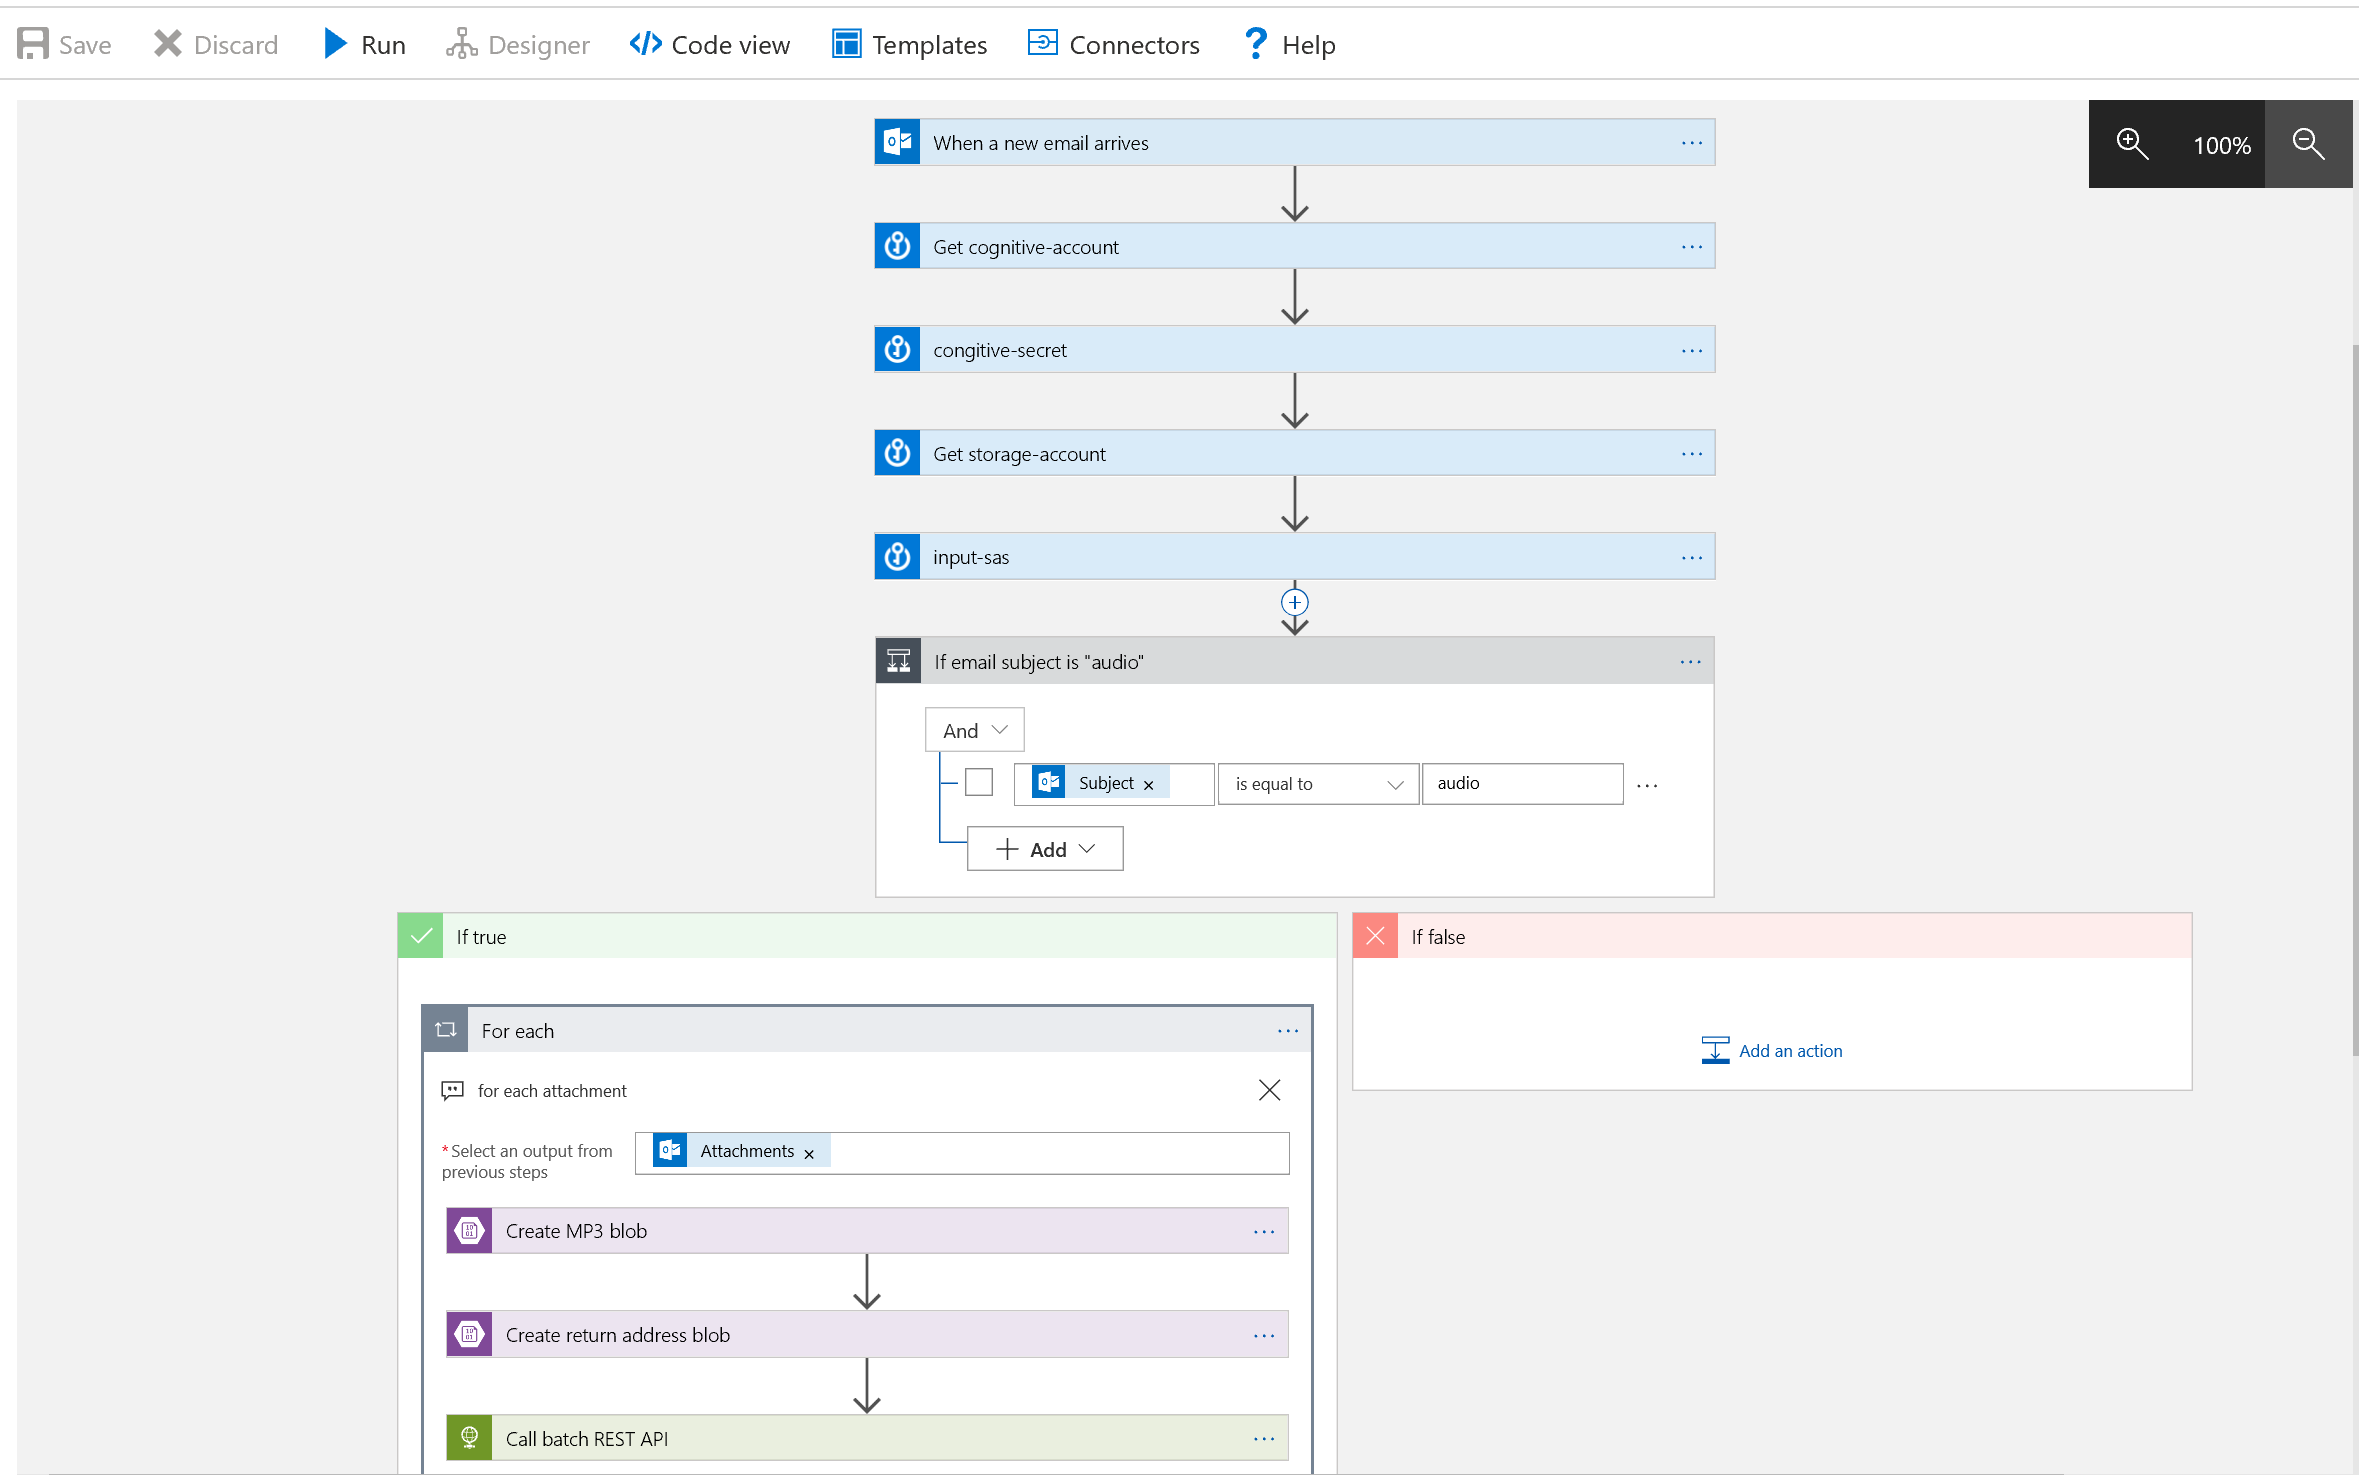 Save Discard Run Designer Code view Templates Connectors Help
100%
When a new email arrives
Get cognitive-account
congitive-secret
Get storage-account
input-sas
If email subject is "audio"
And
Subject × is equal to audio
Add
If true
If false
For each
for each attachment
Add an action
*Select an output from
previous steps
Attachments ×
Create MP3 blob
Create return address blob
Call batch REST API